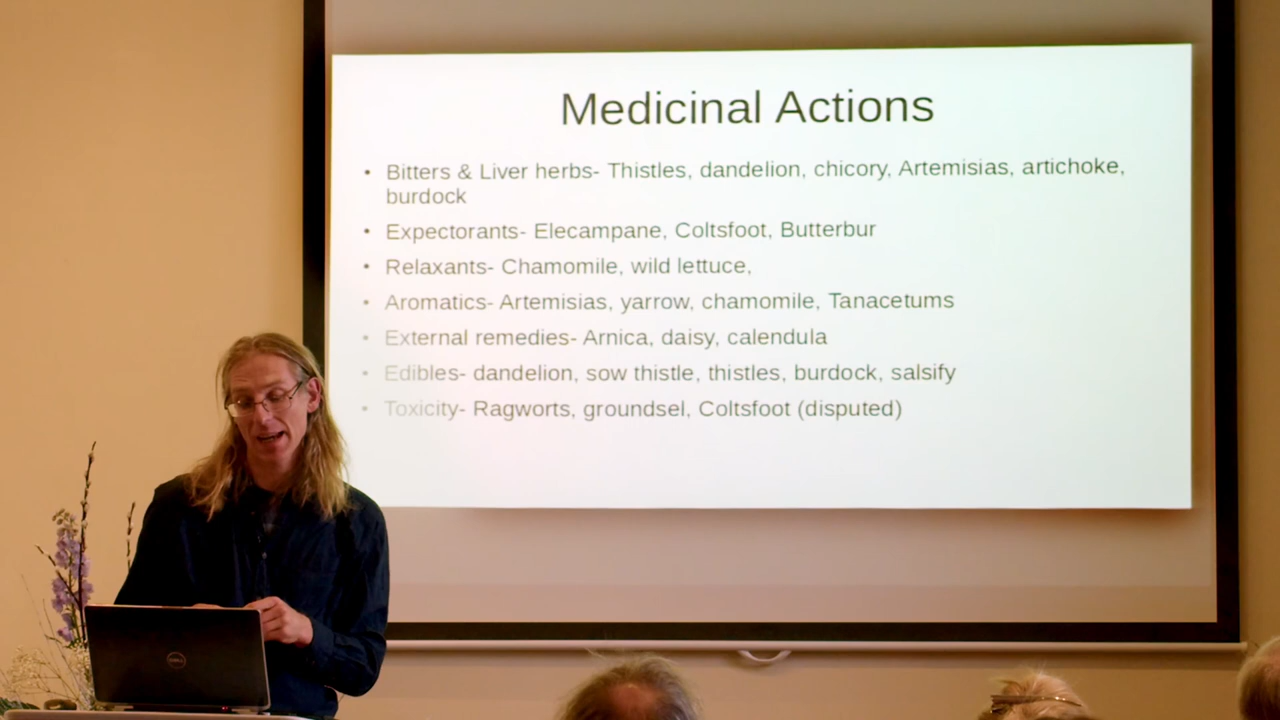 Medicinal Actions
• Bitters & Liver herbs- Thistles, dandelion, chicory, Artemisias, artichoke,
burdock
• Expectorants- Elecampane, Coltsfoot, Butterbur
• Relaxants- Chamomile, wild lettuce,
• Aromatics- Artemisias, yarrow, chamomile, Tanacetums
• External remedies- Arnica, daisy, calendula
• Edibles- dandelion, sow thistle, thistles, burdock, salsify
• Toxicity- Ragworts, groundsel, Coltsfoot (disputed)
DELL